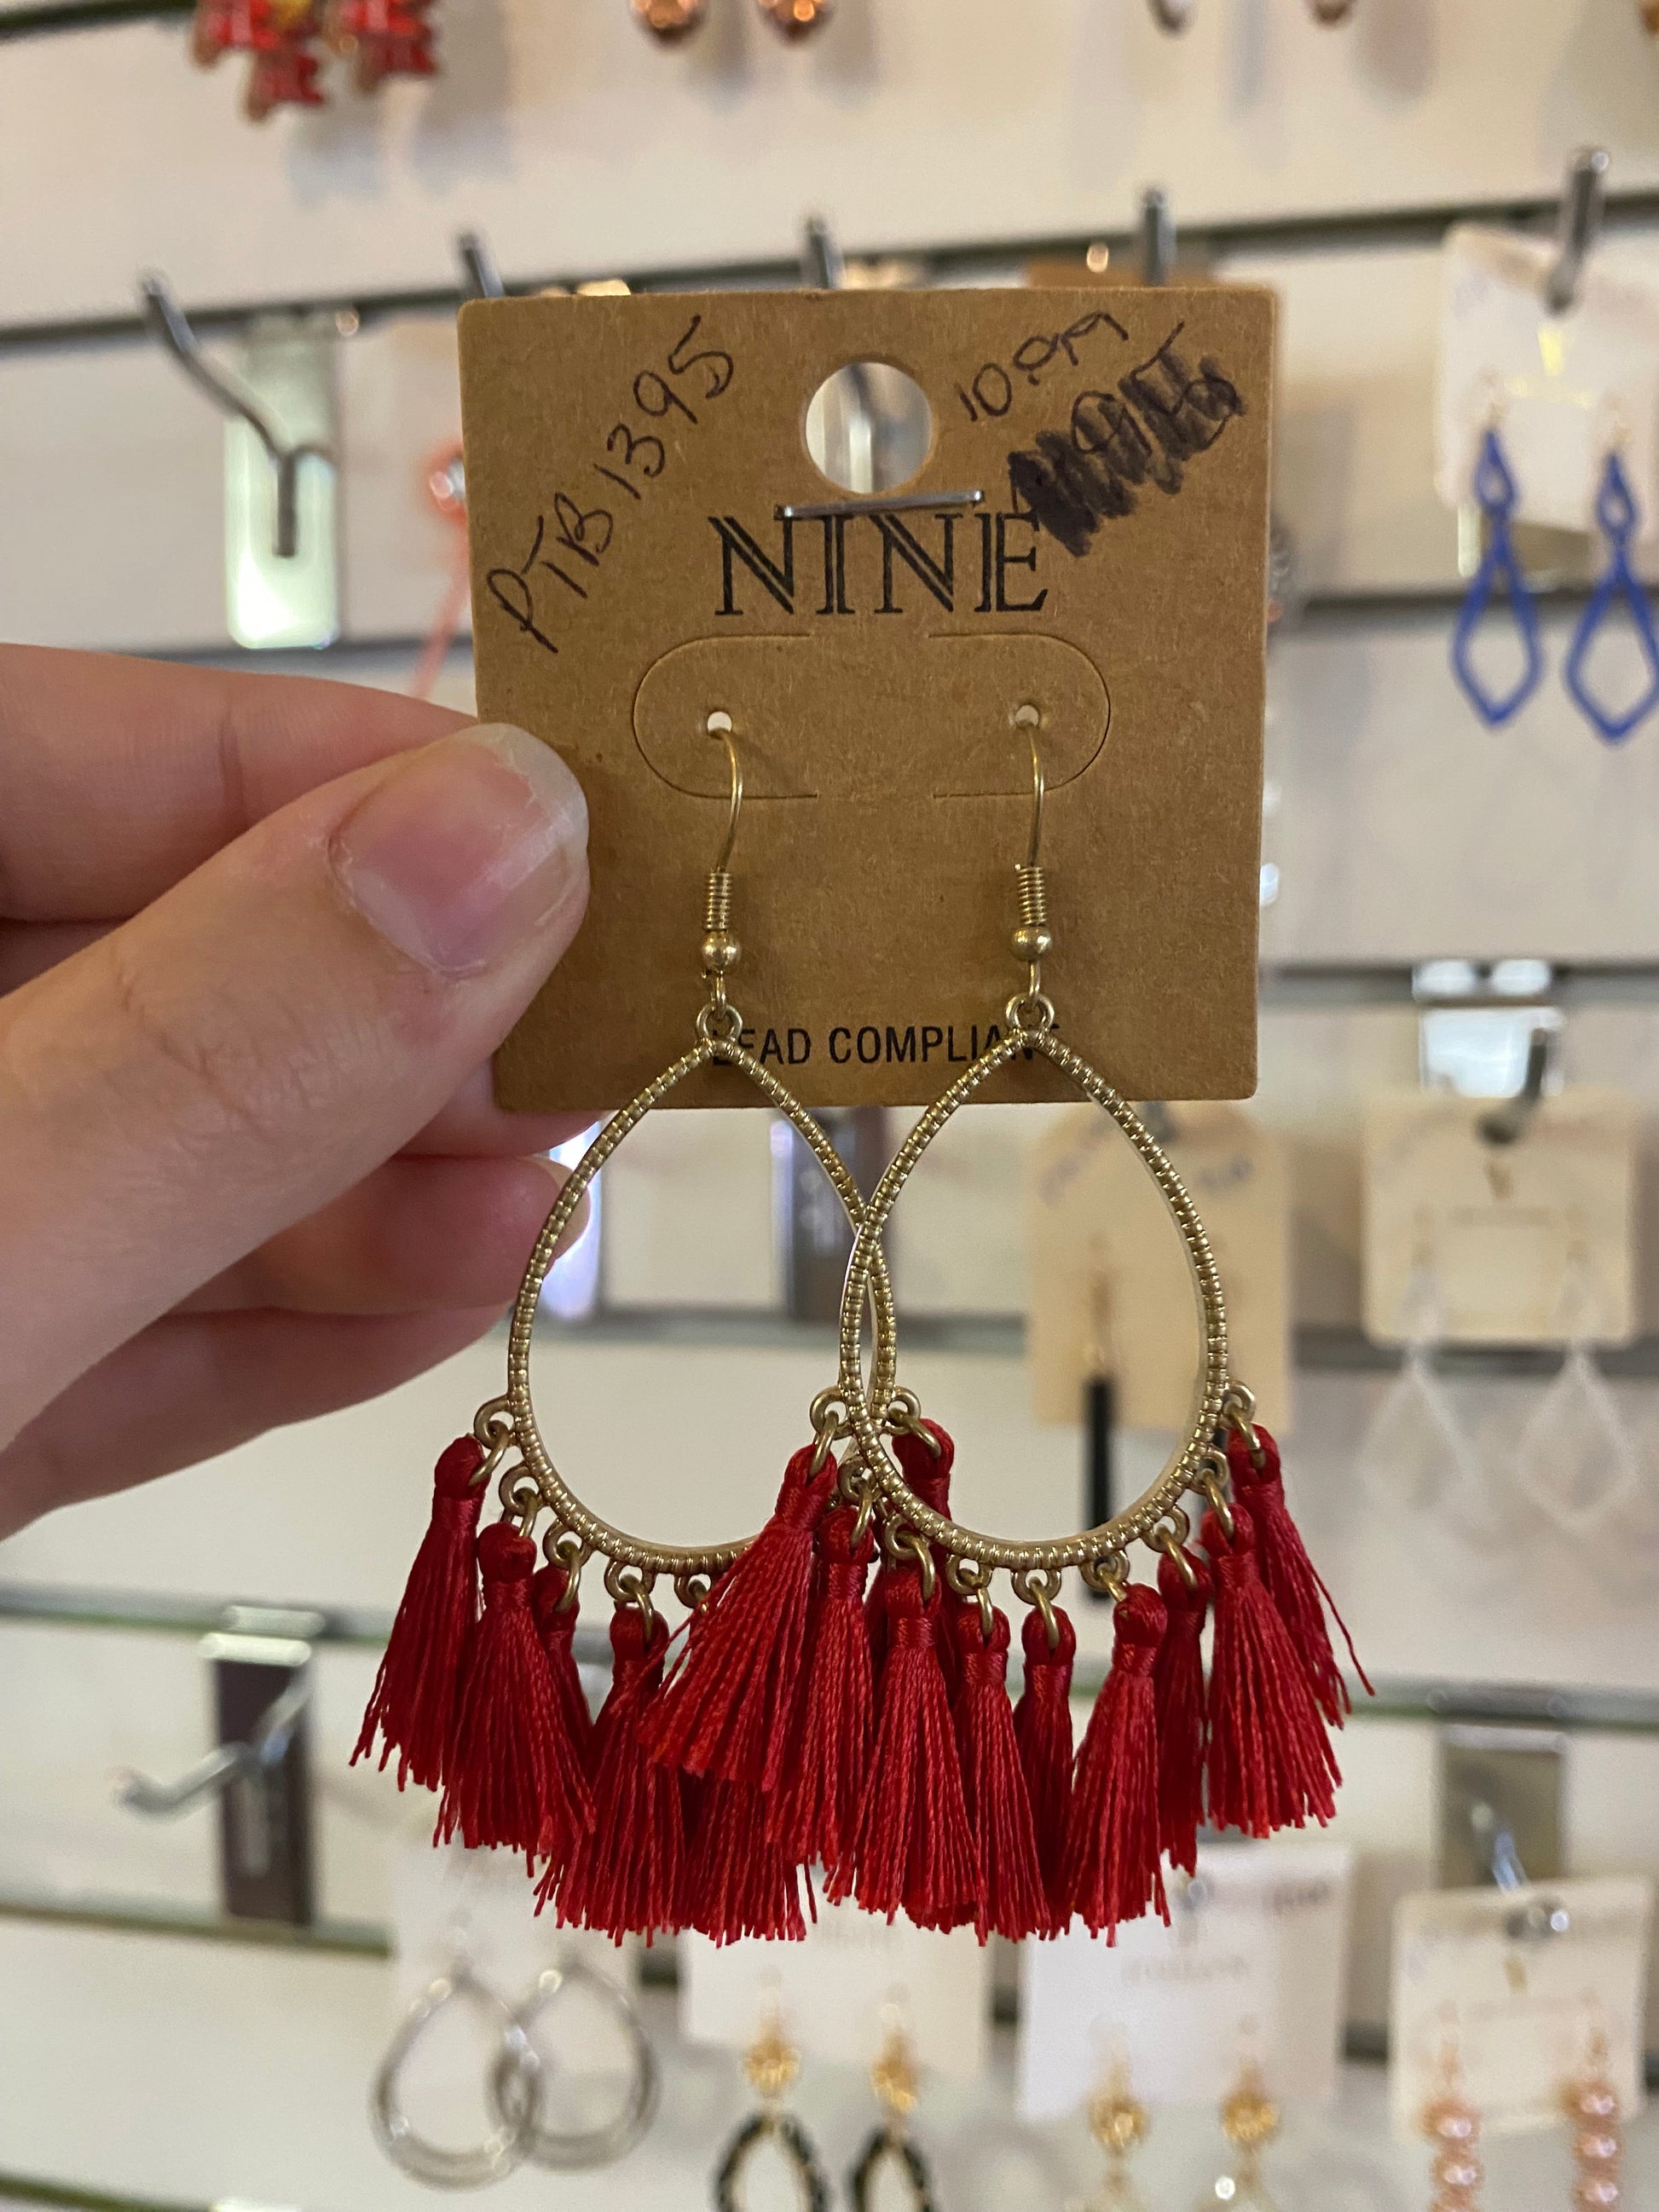 PTB1395
10.99
NINE
LEAD COMPLIANT